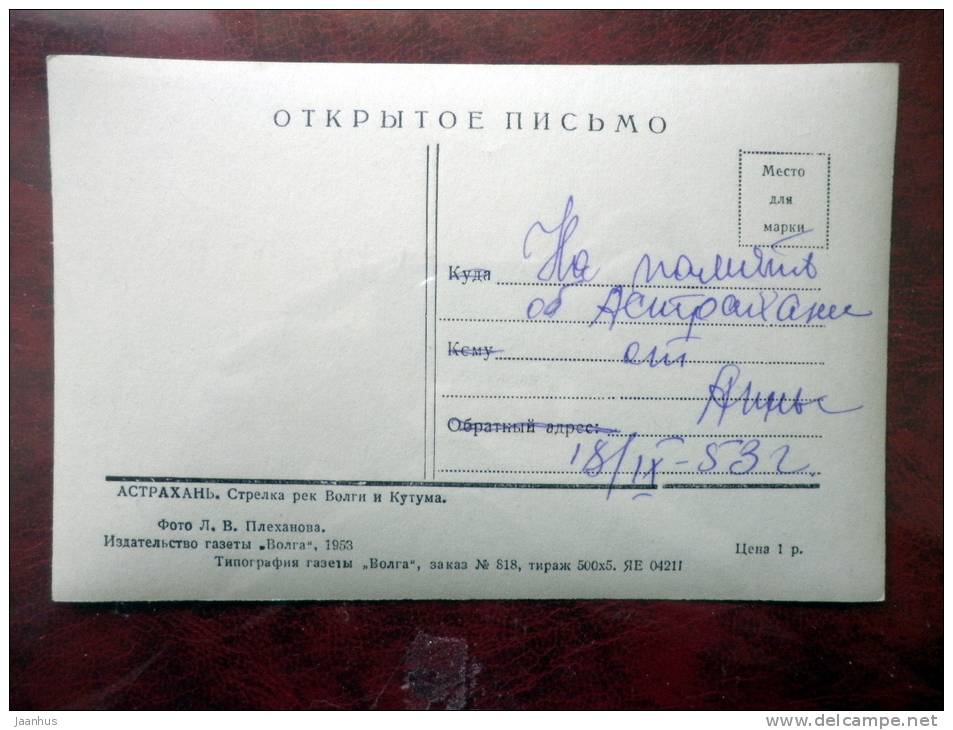 ОТКРЫТОЕ ПИСЬМО
Место
для
марки
Куда
На память
об Астрахани
Кому
от
Анны
Обратный адрес:
18/IX-53 г.
АСТРАХАНЬ. Стрелка рек Волги и Кутума.
Фото Л. В. Плеханова.
Издательство газеты „Волга", 1953
Цена 1 р.
Типография газеты „Волга", заказ № 818, тираж 500х5. ЯЕ 04211
jaanhus
www.delcampe.net